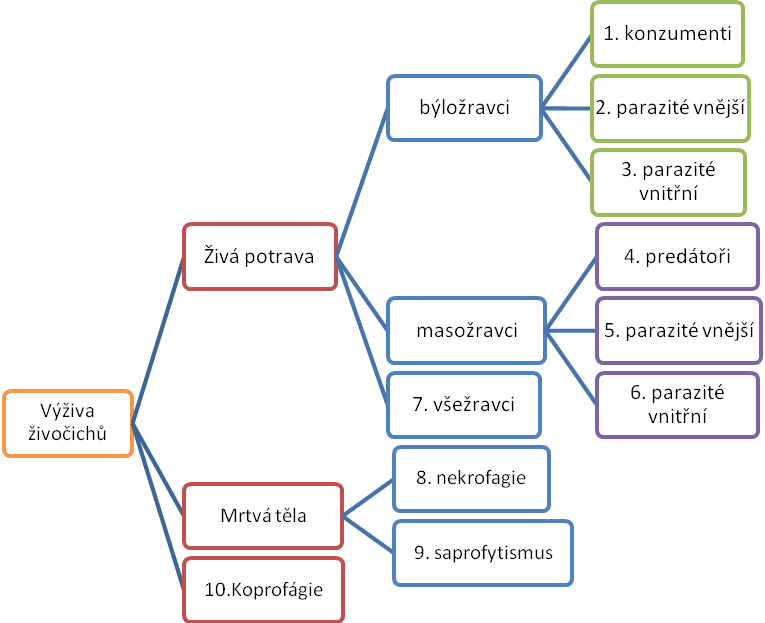 1. konzumenti
býložravci
2. parazité vnější
3. parazité
vnitřní
Živá potrava
4. predátoři
masožravci
5. parazité vnější
6. parazité
vnitřní
7. všežravci
Výživa
živočichů
8. nekrofagie
Mrtvá těla
9. saprofytismus
10.Koprofágie